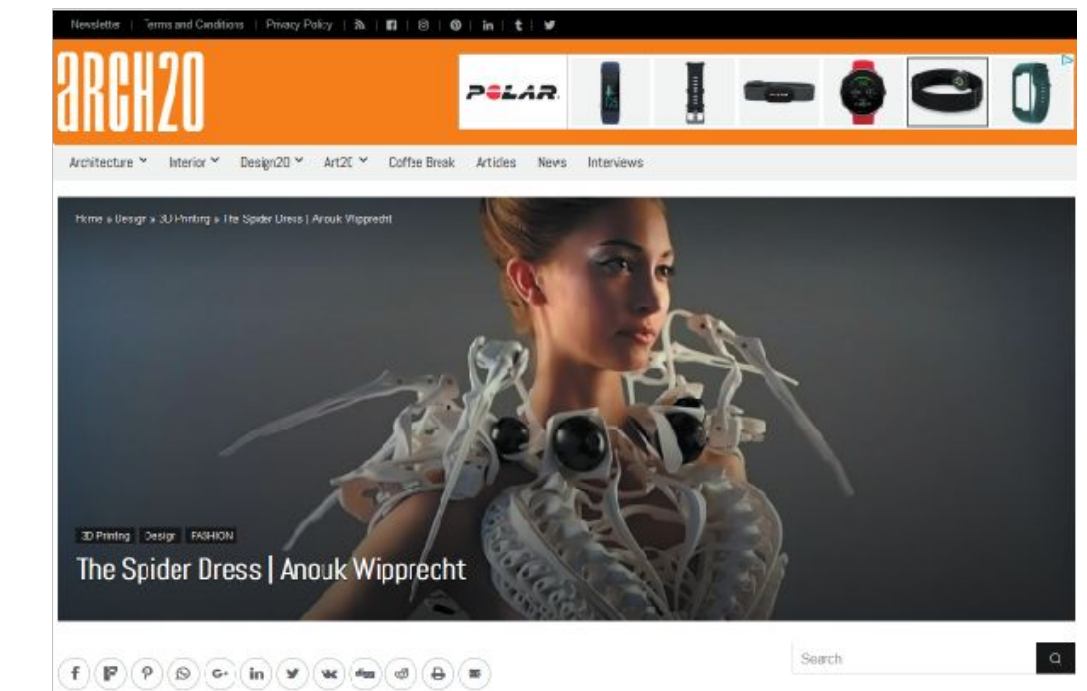 Newsletter | Terms and Conditions | Privacy Policy
ARCH20
POLAR
Architecture Interior Design20 Art20 Coffee Break Articles News Interviews
Home » Design » 3D Printing » The Spider Dress | Anouk Wipprecht
3D Printing Design FASHION
The Spider Dress | Anouk Wipprecht
Search